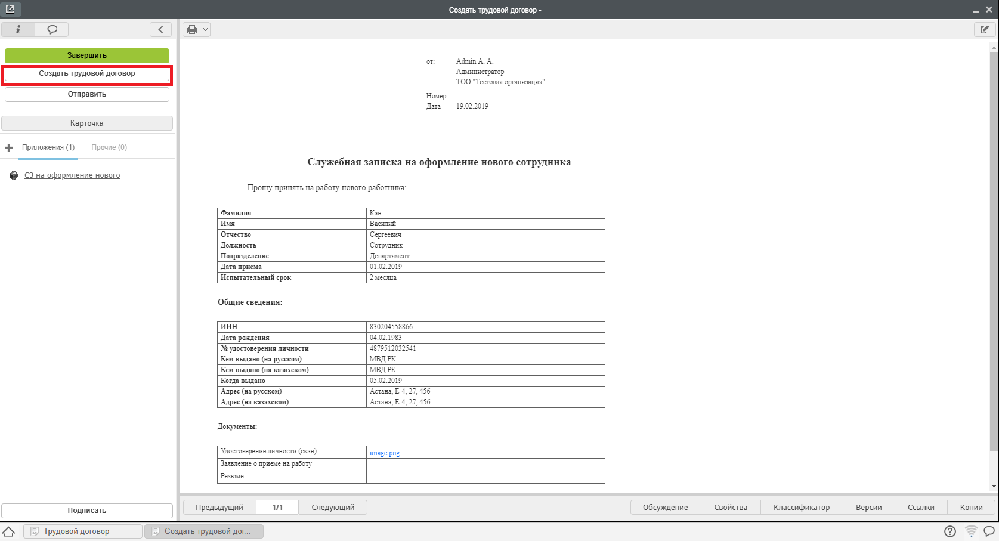 Создать трудовой договор -
Завершить
Создать трудовой договор
Отправить
Карточка
Приложения (1) Прочие (0)
СЗ на оформление нового
Подписать
от: Admin A. A.
Администратор
ТОО "Тестовая организация"
Номер
Дата 19.02.2019
Служебная записка на оформление нового сотрудника
Прошу принять на работу нового работника:
Фамилия Кан
Имя Василий
Отчество Сергеевич
Должность Сотрудник
Подразделение Департамент
Дата приема 01.02.2019
Испытательный срок 2 месяца
Общие сведения:
ИИН 830204558866
Дата рождения 04.02.1983
№ удостоверения личности 4879512032541
Кем выдано (на русском) МВД РК
Кем выдано (на казахском) МВД РК
Когда выдано 05.02.2019
Адрес (на русском) Астана, Е-4, 27, 456
Адрес (на казахском) Астана, Е-4, 27, 456
Документы:
Удостоверение личности (скан) image.png
Заявление о приеме на работу
Резюме
Предыдущий 1/1 Следующий Обсуждение Свойства Классификатор Версии Ссылки Копии
Трудовой договор Создать трудовой дог...